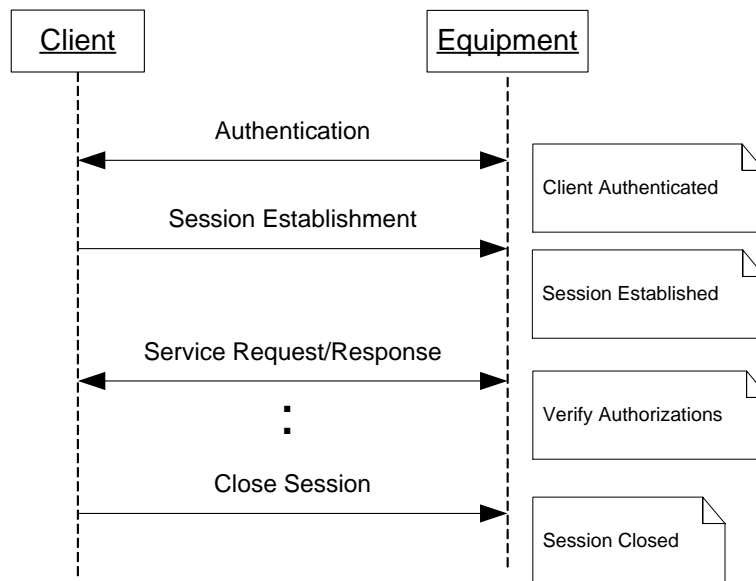 Client
Equipment
Authentication
Client Authenticated
Session Establishment
Session Established
Service Request/Response
:
Verify Authorizations
Close Session
Session Closed